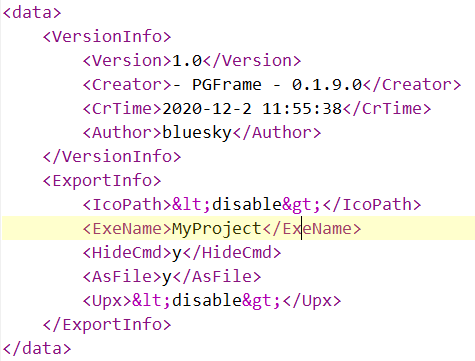 <data>
    <VersionInfo>
        <Version>1.0</Version>
        <Creator>- PGFrame - 0.1.9.0</Creator>
        <CrTime>2020-12-2 11:55:38</CrTime>
        <Author>bluesky</Author>
    </VersionInfo>
    <ExportInfo>
        <IcoPath>&lt;disable&gt;</IcoPath>
        <ExeName>MyProject</ExeName>
        <HideCmd>y</HideCmd>
        <AsFile>y</AsFile>
        <Upx>&lt;disable&gt;</Upx>
    </ExportInfo>
</data>